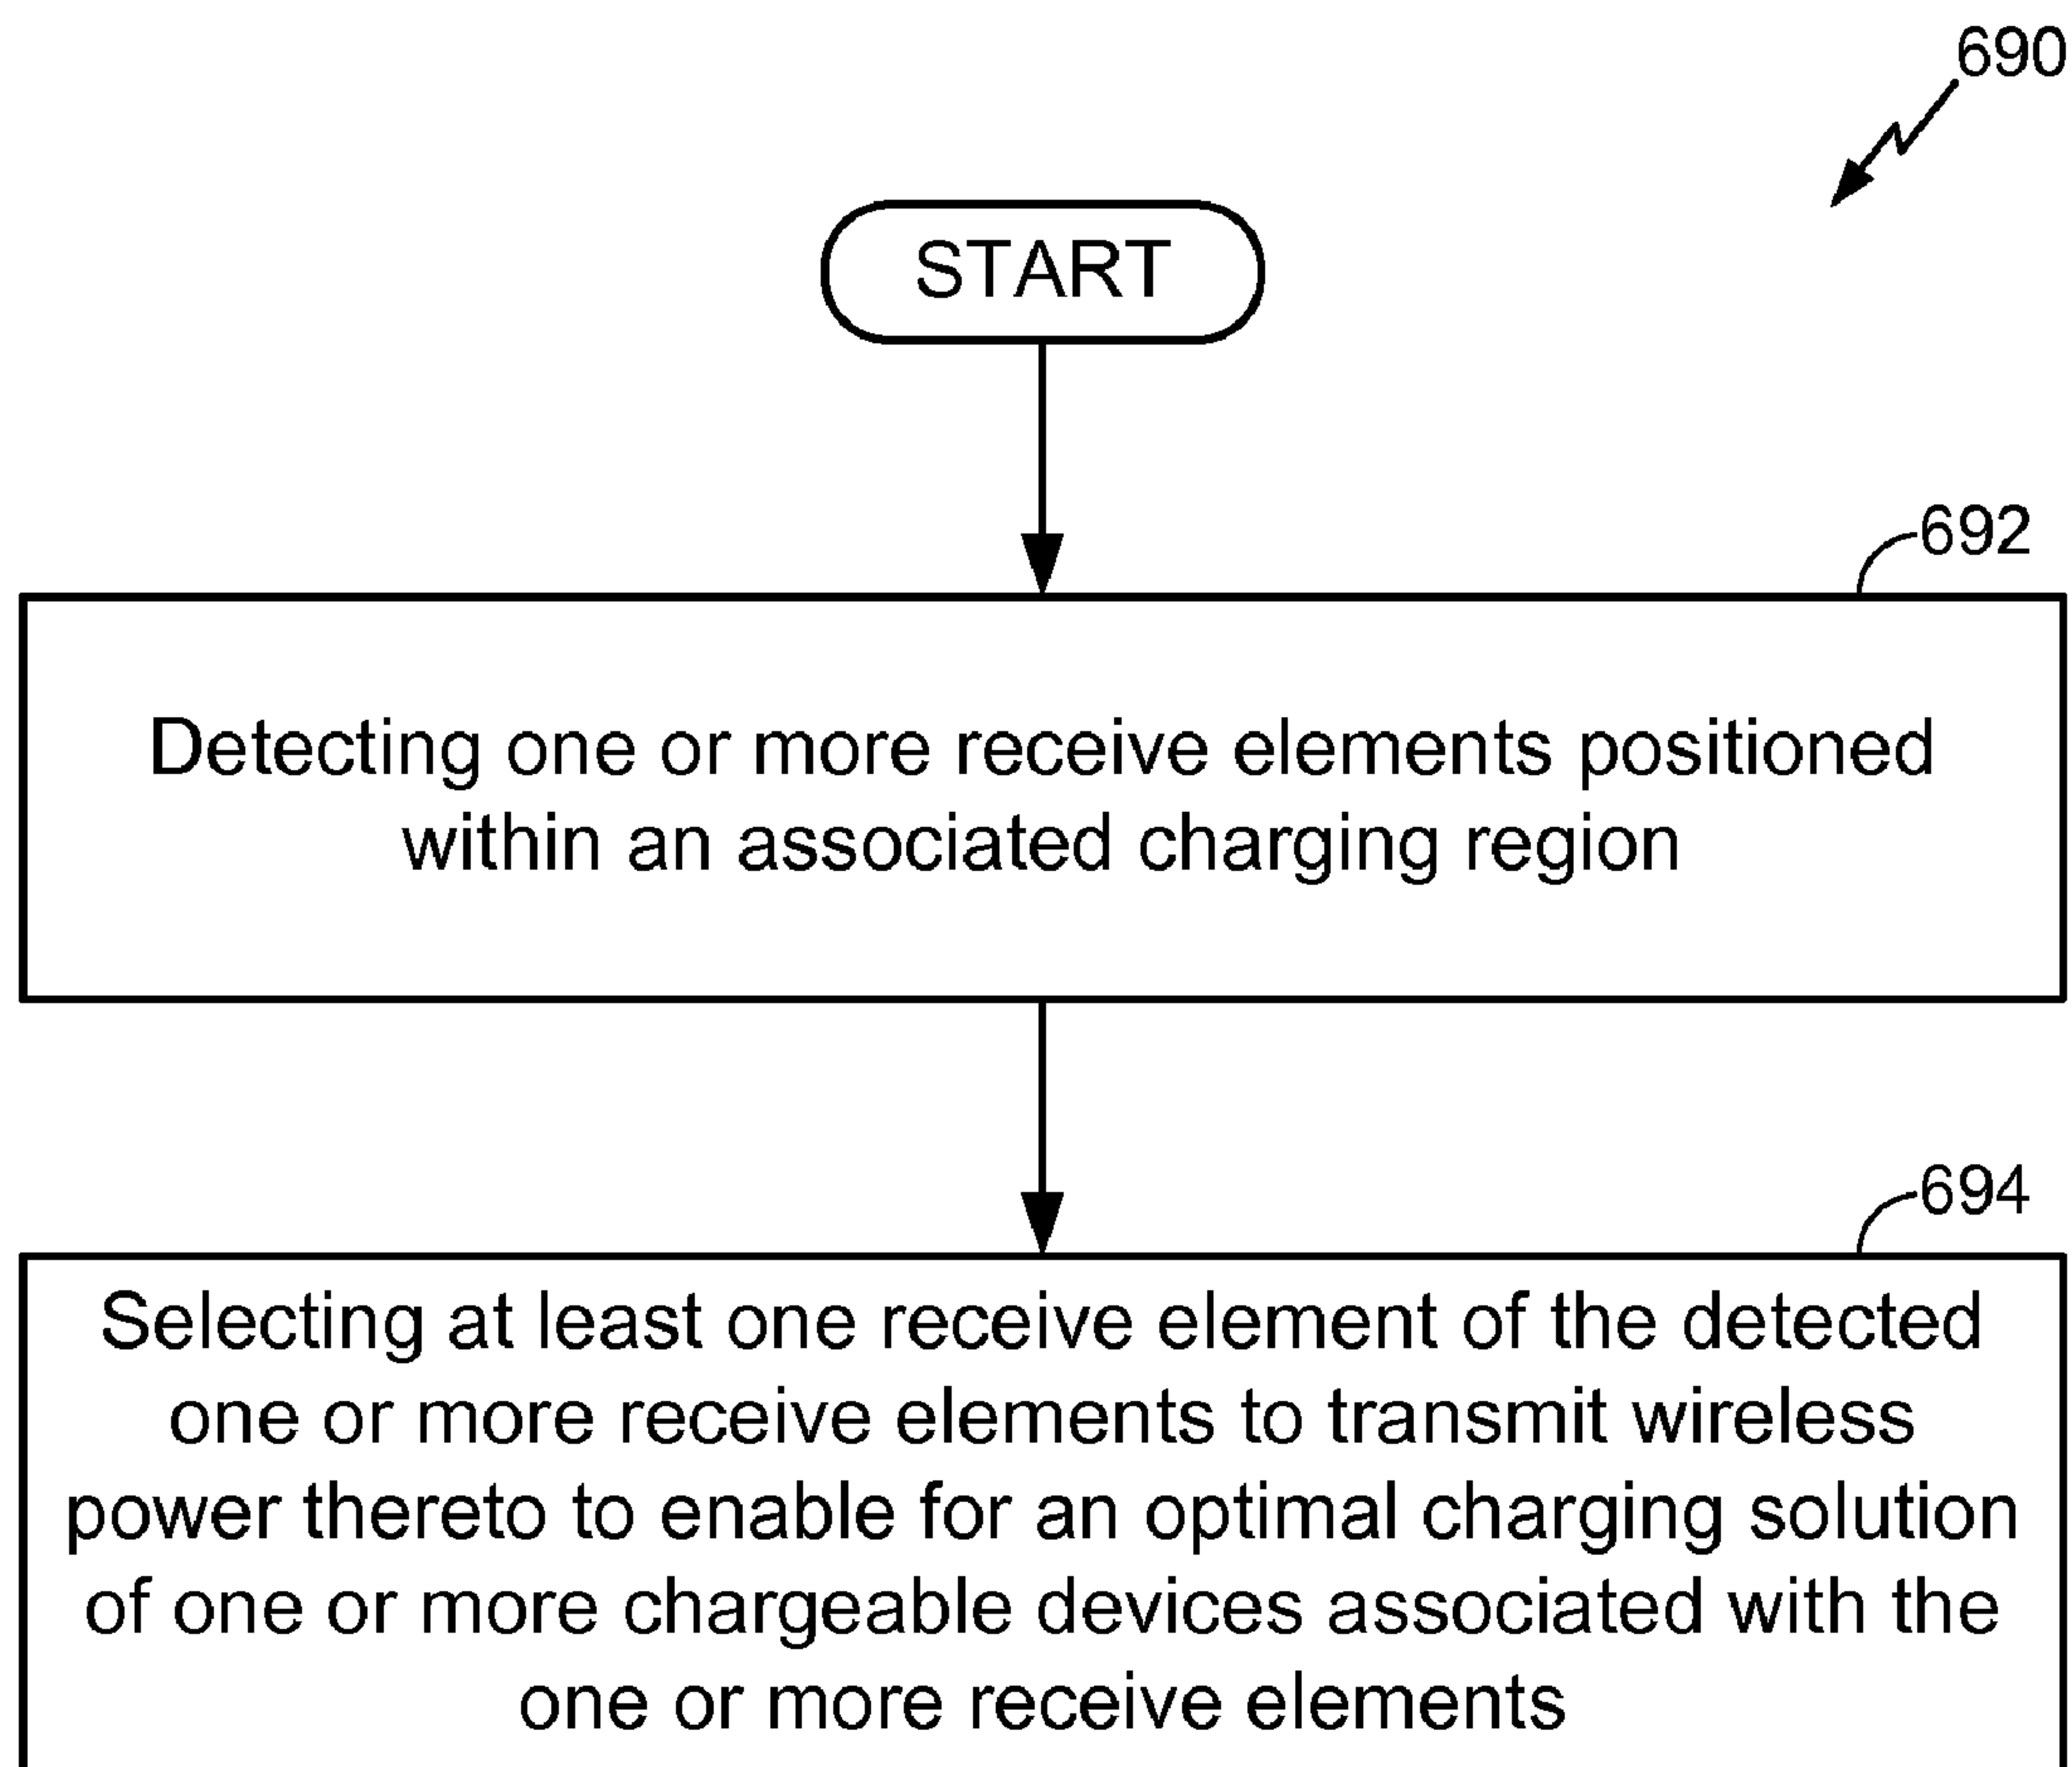 690
START
692
Detecting one or more receive elements positioned
within an associated charging region
694
Selecting at least one receive element of the detected
one or more receive elements to transmit wireless
power thereto to enable for an optimal charging solution
of one or more chargeable devices associated with the
one or more receive elements